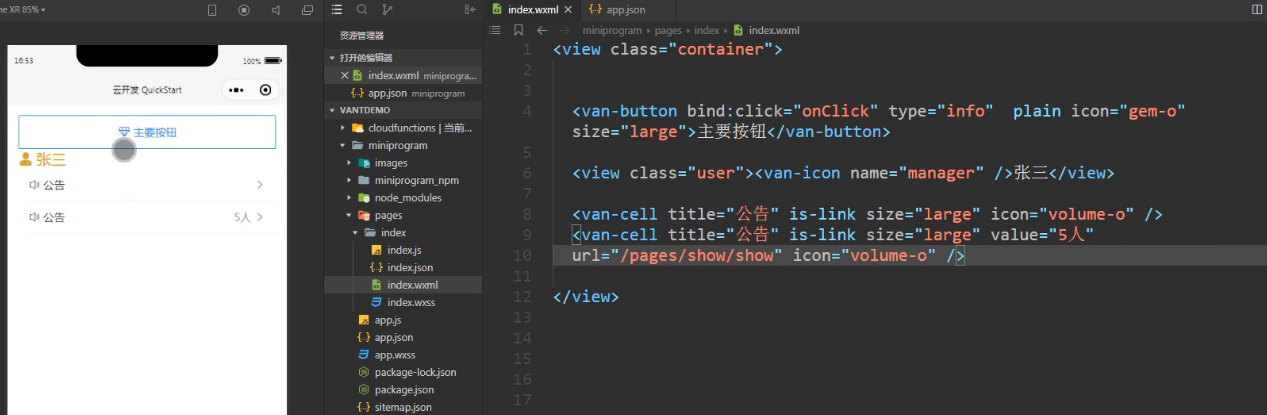 ne XR 85%
16:53
100%
云开发 QuickStart
主要按钮
张三
公告
公告 5人
资源管理器
打开的编辑器
index.wxml miniprogra...
app.json miniprogram
VANTDEMO
cloudfunctions | 当前...
miniprogram
images
miniprogram_npm
node_modules
pages
index
index.js
index.json
index.wxml
index.wxss
app.js
app.json
app.wxss
package-lock.json
package.json
sitemap.json
index.wxml
app.json
miniprogram › pages › index › index.wxml
1 <view class="container">
2
3
4 <van-button bind:click="onClick" type="info"  plain icon="gem-o"
size="large">主要按钮</van-button>
5
6 <view class="user"><van-icon name="manager" />张三</view>
7
8 <van-cell title="公告" is-link size="large" icon="volume-o" />
9 <van-cell title="公告" is-link size="large" value="5人"
10 url="/pages/show/show" icon="volume-o" />
11
12 </view>
13
14
15
16
17